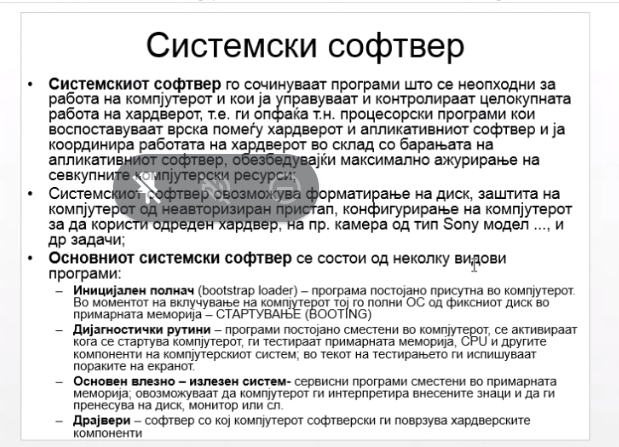 Системски софтвер
• Системскиот софтвер го сочинуваат програми што се неопходни за
работа на компјутерот и кои ја управуваат и контролираат целокупната
работа на хардверот, т.е. ги опфаќа т.н. процесорски програми кои
воспоставуваат врска помеѓу хардверот и апликативниот софтвер и ја
координира работата на хардверот во склад со барањата на
апликативниот софтвер, обезбедувајќи максимално ажурирање на
севкупните компјутерски ресурси;
• Системскиот софтвер овозможува форматирање на диск, заштита на
компјутерот од неавторизиран пристап, конфигурирање на компјутерот
за да користи одреден хардвер, на пр. камера од тип Sony модел ..., и
др задачи;
• Основниот системски софтвер се состои од неколку видови
програми:
– Иницијален полнач (bootstrap loader) – програма постојано присутна во компјутерот.
Во моментот на вклучување на компјутерот тој го полни ОС од фиксниот диск во
примарната меморија – СТАРТУВАЊЕ (BOOTING)
– Дијагностички рутини – програми постојано сместени во компјутерот, се активираат
кога се стартува компјутерот, ги тестираат примарната меморија, CPU и другите
компоненти на компјутерскиот систем; во текот на тестирањето ги испишуваат
пораките на екранот.
– Основен влезно – излезен систем- сервисни програми сместени во примарната
меморија; овозможуваат да компјутерот ги интерпретира внесените знаци и да ги
пренесува на диск, монитор или сл.
– Драјвери – софтвер со кој компјутерот софтверски ги поврзува хардверските
компоненти